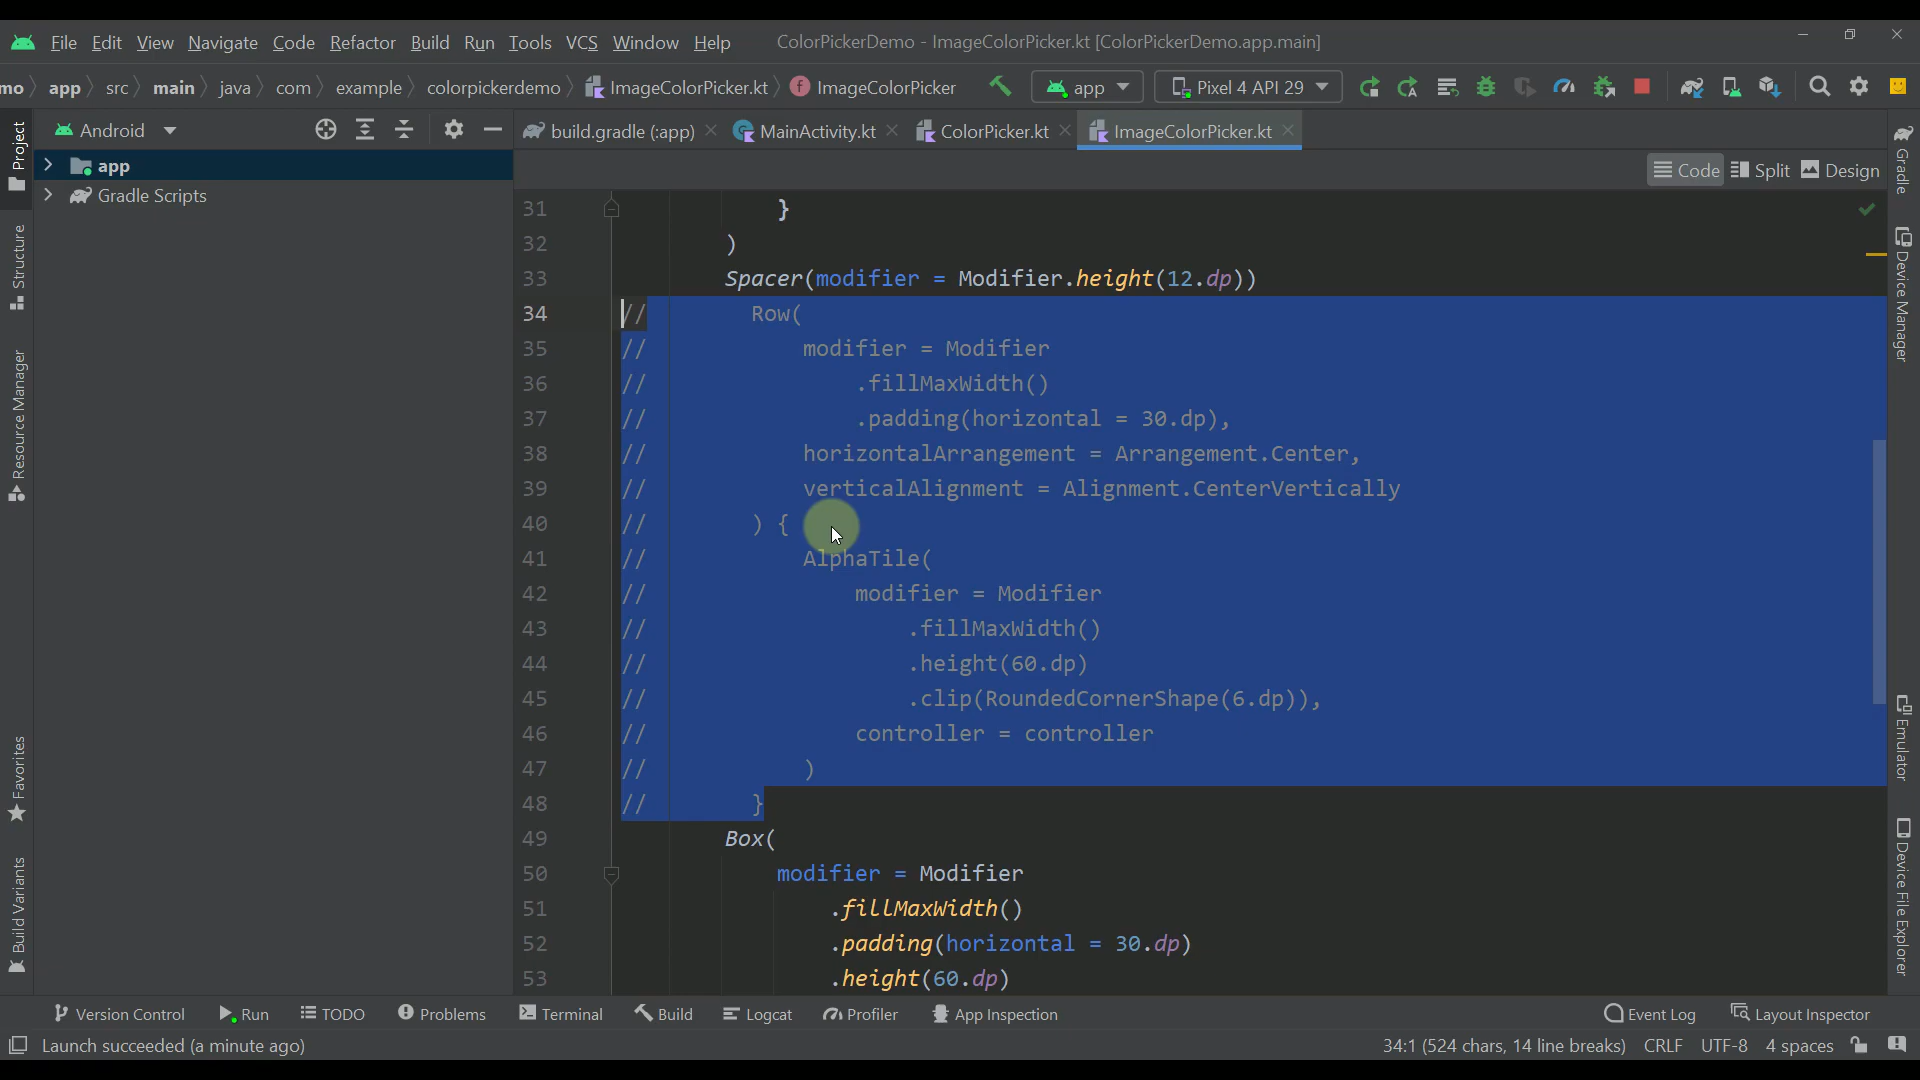 File Edit View Navigate Code Refactor Build Run Tools VCS Window Help ColorPickerDemo - ImageColorPicker.kt [ColorPickerDemo.app.main]
mo app src main java com example colorpickerdemo ImageColorPicker.kt ImageColorPicker app Pixel 4 API 29
Android build.gradle (:app) MainActivity.kt ColorPicker.kt ImageColorPicker.kt
app Code Split Design
Gradle Scripts
31 }
32 )
33 Spacer(modifier = Modifier.height(12.dp))
34 // Row(
35 // modifier = Modifier
36 // .fillMaxWidth()
37 // .padding(horizontal = 30.dp),
38 // horizontalArrangement = Arrangement.Center,
39 // verticalAlignment = Alignment.CenterVertically
40 // ) {
41 // AlphaTile(
42 // modifier = Modifier
43 // .fillMaxWidth()
44 // .height(60.dp)
45 // .clip(RoundedCornerShape(6.dp)),
46 // controller = controller
47 // )
48 // }
49 Box(
50 modifier = Modifier
51 .fillMaxWidth()
52 .padding(horizontal = 30.dp)
53 .height(60.dp)
Project
Structure
Resource Manager
Favorites
Build Variants
Gradle
Device Manager
Emulator
Device File Explorer
Version Control Run TODO Problems Terminal Build Logcat Profiler App Inspection Event Log Layout Inspector
Launch succeeded (a minute ago) 34:1 (524 chars, 14 line breaks) CRLF UTF-8 4 spaces